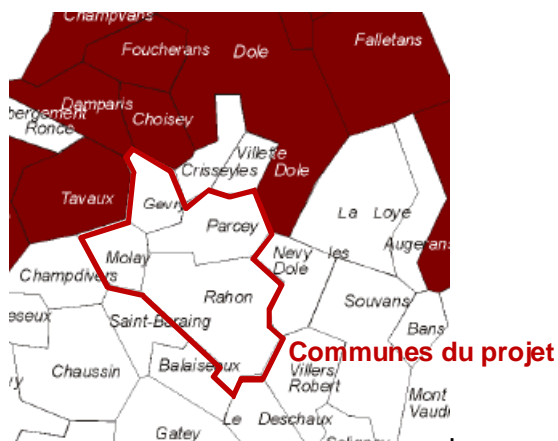 Champvans
Foucherans
Dole
Falletans
Damparis
Ronce
Choisey
Villette
Crisseyles
Dole
Tavaux
Gevry
Parcey
La Loye
Augerans
Molay
Nevy les
Dole
Champdivers
Rahon
Souvans
Saint-Baraing
Bans
Communes du projet
Chaussin
Balaiseaux
Villers
Robert
Mont
Le Deschaux
Gatey